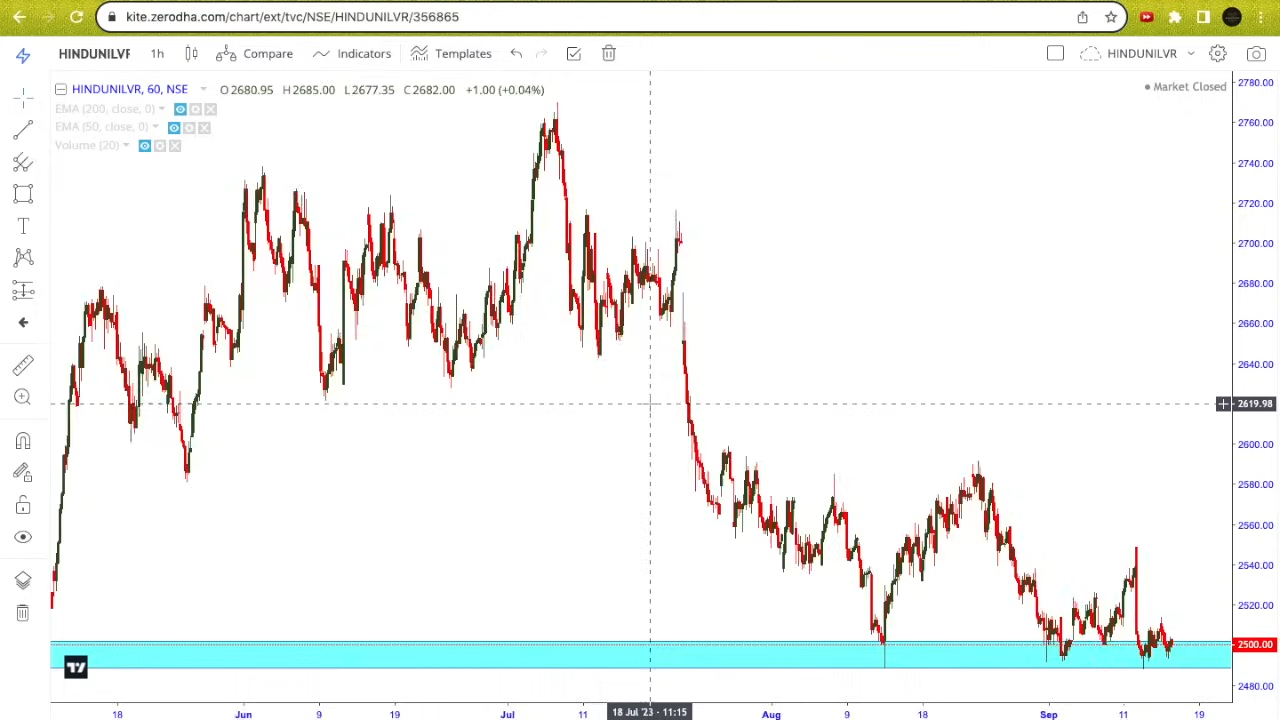 kite.zerodha.com/chart/ext/tvc/NSE/HINDUNILVR/356865
HINDUNILVR 1h Compare Indicators Templates HINDUNILVR
HINDUNILVR, 60, NSE O 2680.95 H 2685.00 L 2677.35 C 2682.00 +1.00 (+0.04%)
Market Closed
EMA (200, close, 0)
EMA (50, close, 0)
Volume (20)
2780.00
2760.00
2740.00
2720.00
2700.00
2680.00
2660.00
2640.00
2619.98
2600.00
2580.00
2560.00
2540.00
2520.00
2500.00
2480.00
18 Jun 9 19 Jul 11 18 Jul '23 - 11:15 Aug 9 18 Sep 11 19